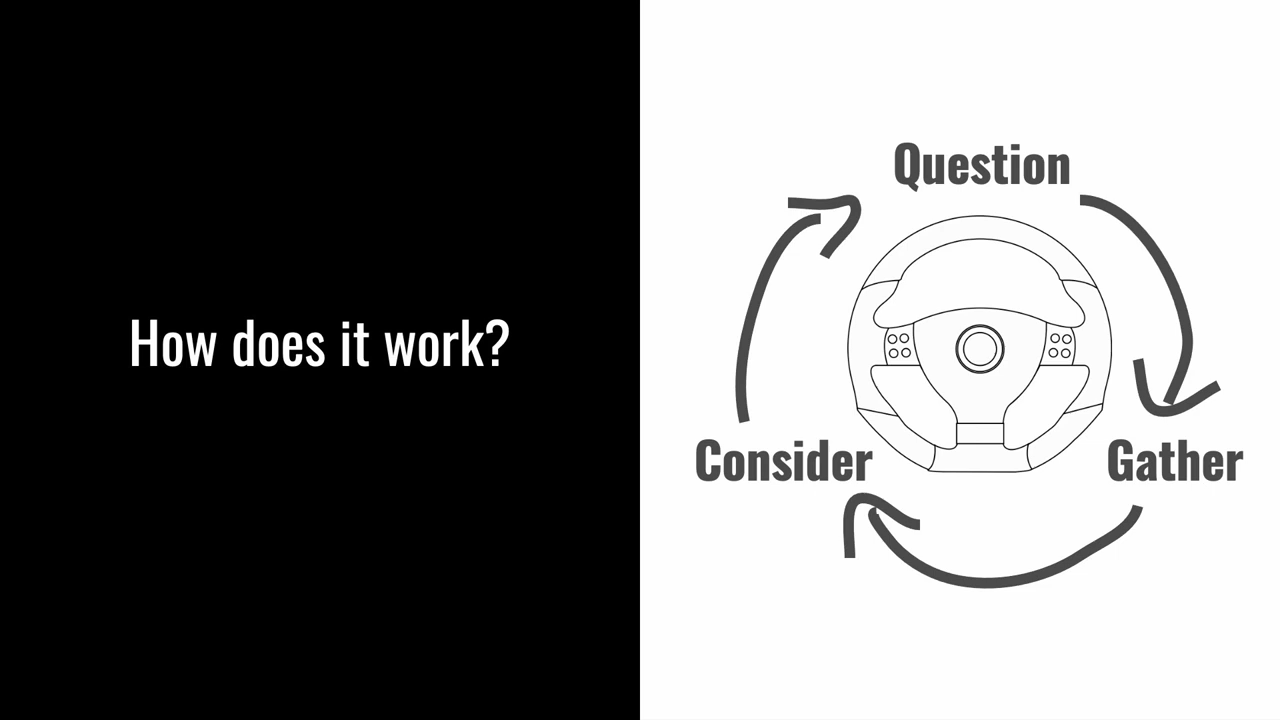 How does it work?
Question
Consider
Gather